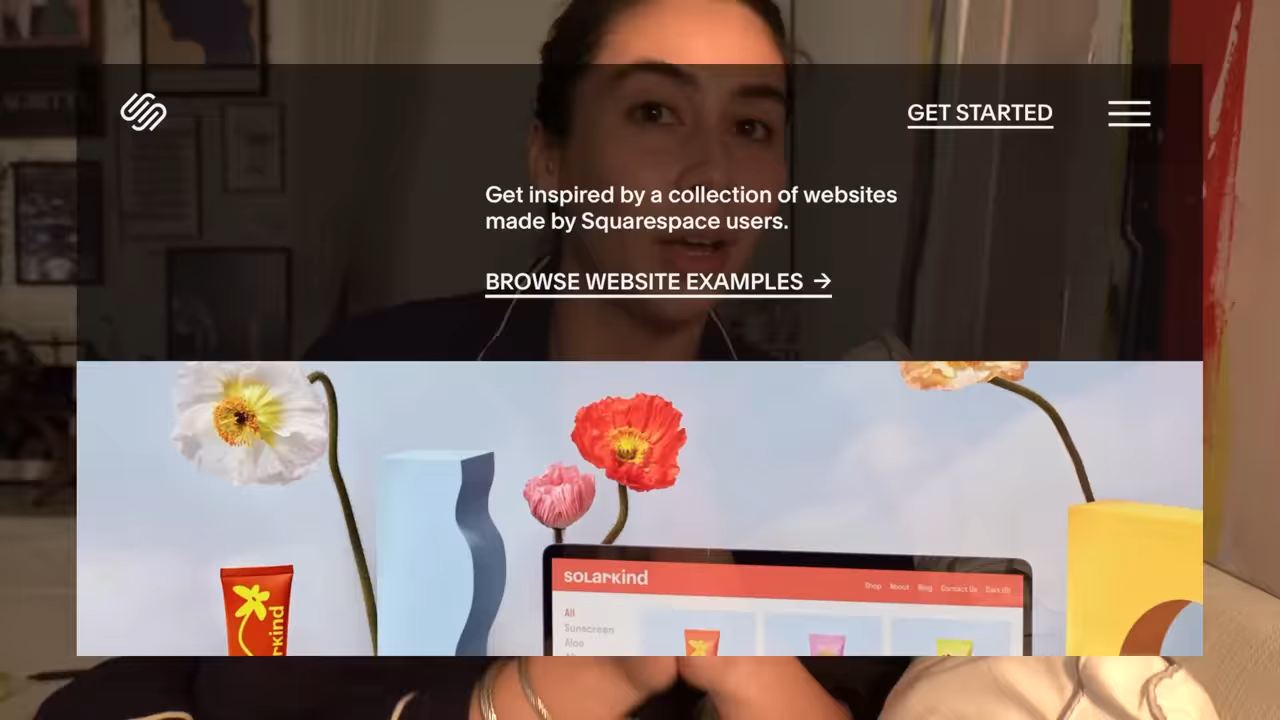 GET STARTED
Get inspired by a collection of websites
made by Squarespace users.
BROWSE WEBSITE EXAMPLES →
solarkind
Shop About Blog Contact Us Cart (0)
All
Sunscreen
Aloe
rkind